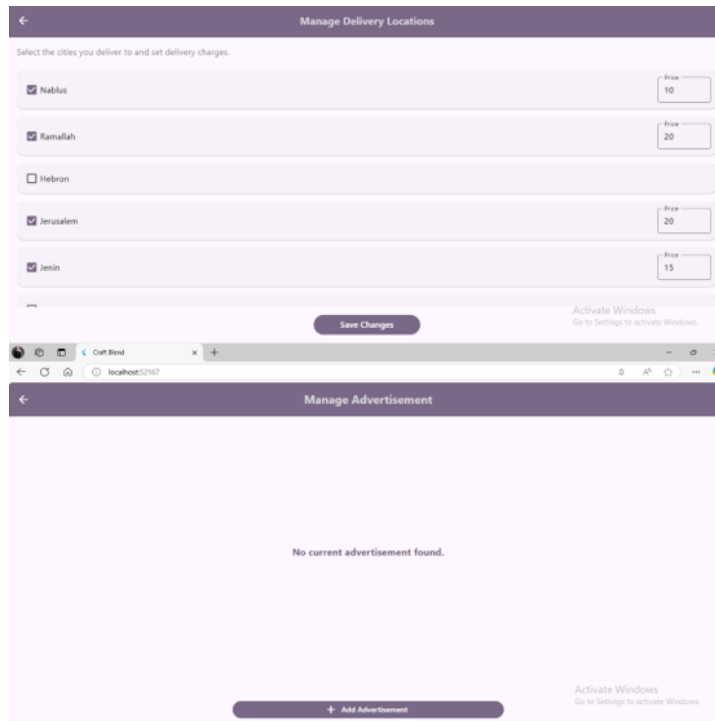 Manage Delivery Locations
Select the cities you deliver to and set delivery charges.
Nablus
Price
10
Ramallah
Price
20
Hebron
Jerusalem
Price
20
Jenin
Price
15
Activate Windows
Go to Settings to activate Windows.
Save Changes
Craft Blend
localhost:52167
Manage Advertisement
No current advertisement found.
Activate Windows
Go to Settings to activate Windows.
+ Add Advertisement